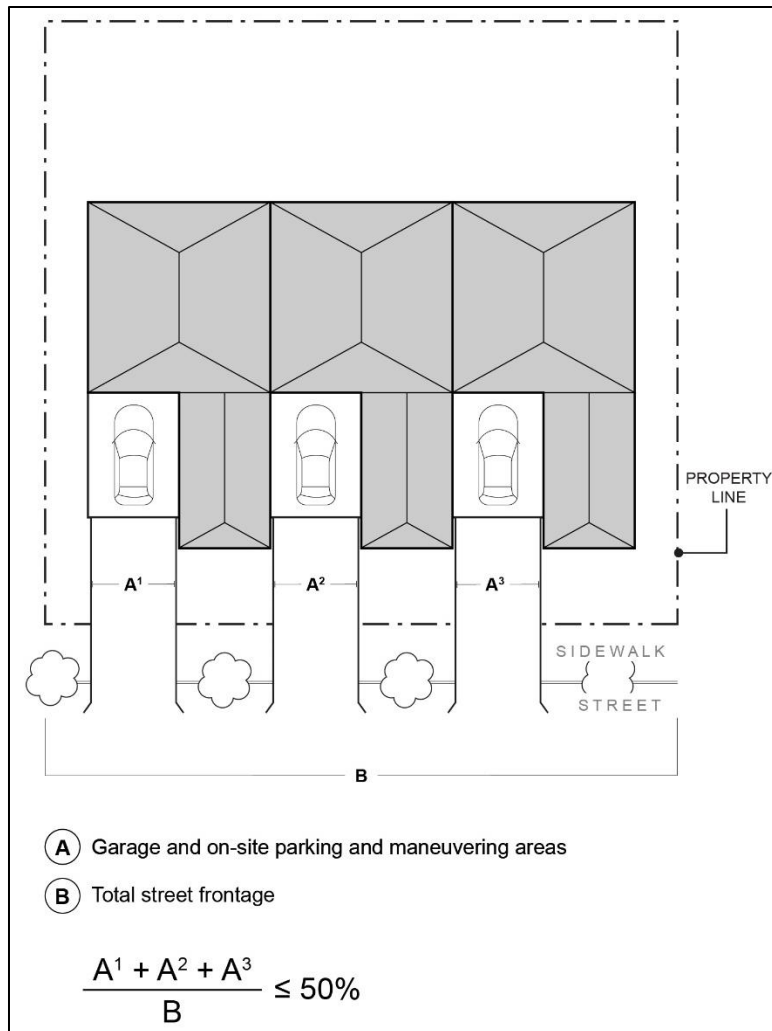 PROPERTY
LINE
A¹
A²
A³
SIDEWALK
STREET
B
A Garage and on-site parking and maneuvering areas
B Total street frontage
A¹ + A² + A³
B
≤ 50%